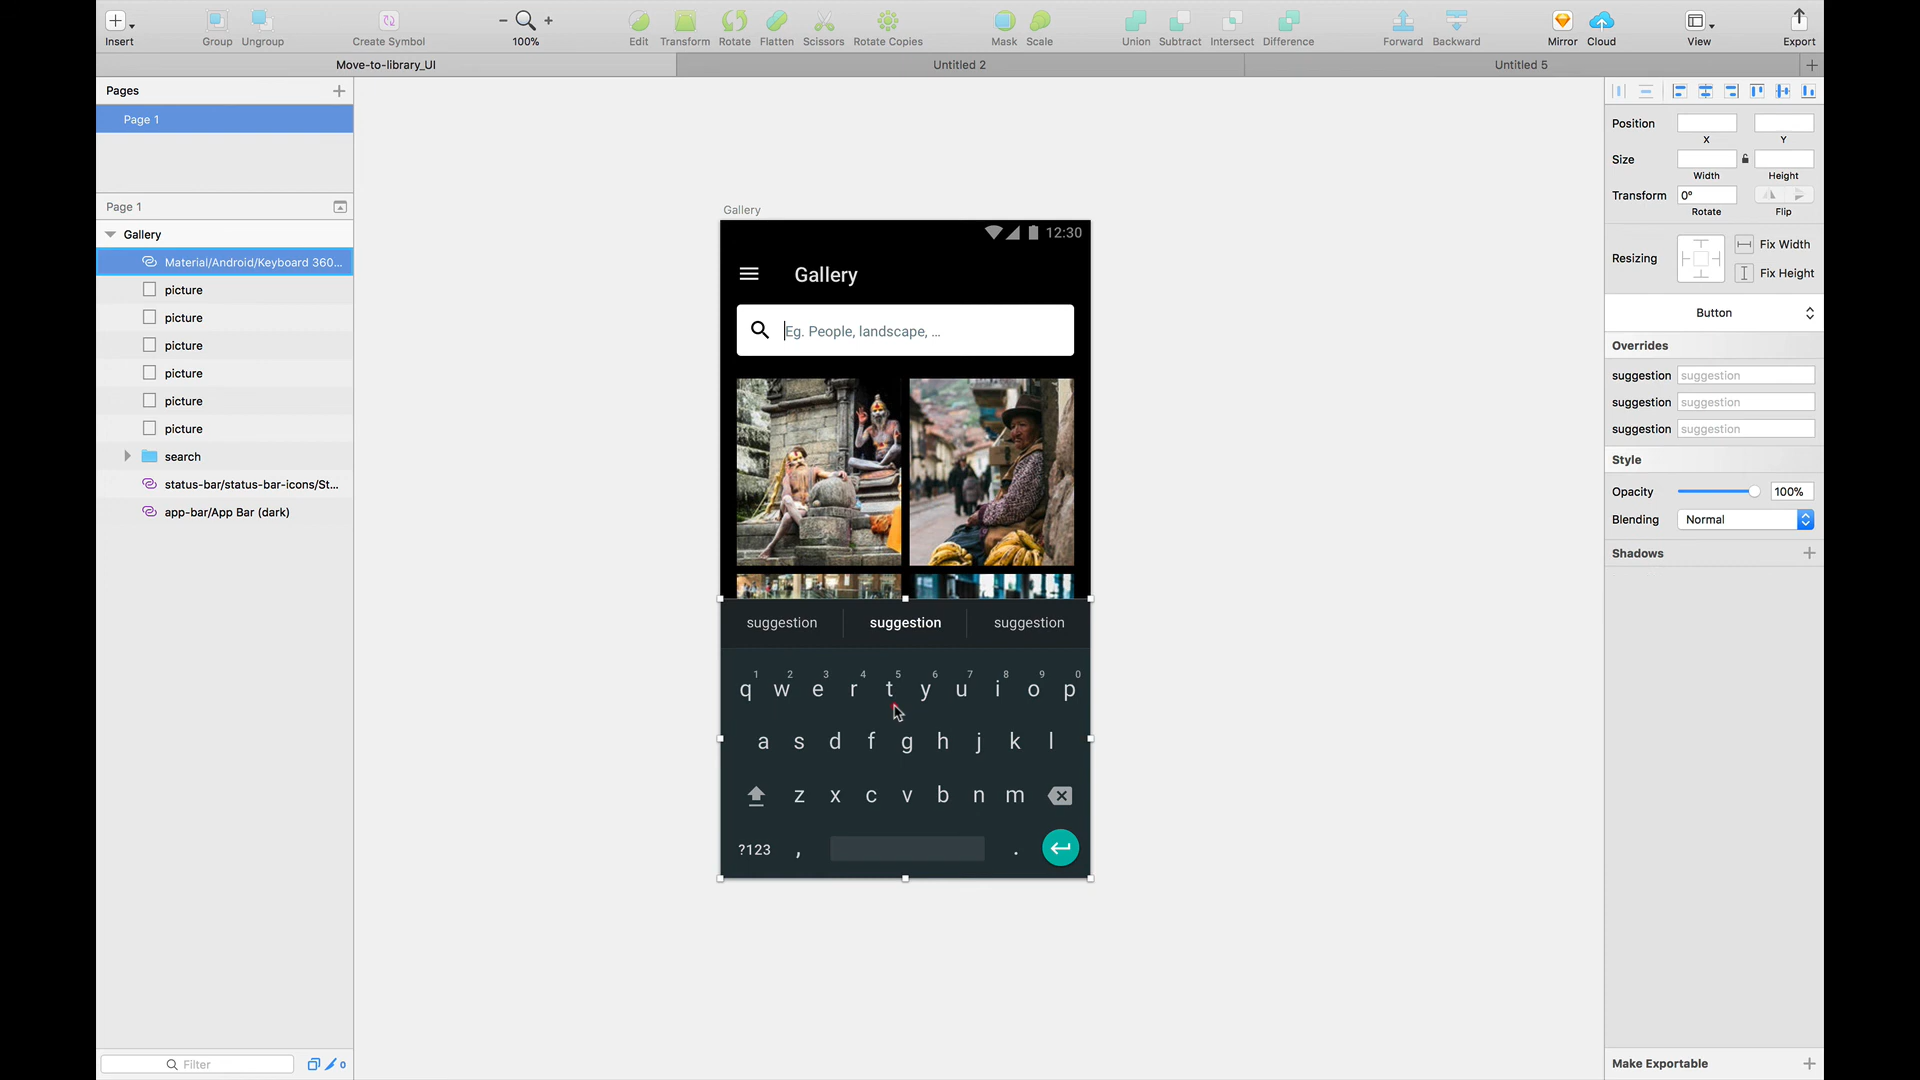 Insert
Group
Ungroup
Create Symbol
100%
Edit
Transform
Rotate
Flatten
Scissors
Rotate Copies
Mask
Scale
Union
Subtract
Intersect
Difference
Forward
Backward
Mirror
Cloud
View
Export
Move-to-library_UI
Untitled 2
Untitled 5
Pages
Page 1
Page 1
Gallery
Material/Android/Keyboard 360...
picture
picture
picture
picture
picture
picture
search
status-bar/status-bar-icons/St...
app-bar/App Bar (dark)
Filter
0
Gallery
12:30
Gallery
Eg. People, landscape, ...
suggestion suggestion suggestion
1 2 3 4 5 6 7 8 9 0
q w e r t y u i o p
a s d f g h j k l
z x c v b n m
?123 , .
Position
X Y
Size
Width Height
Transform 0°
Rotate Flip
Resizing
Fix Width
Fix Height
Button
Overrides
suggestion suggestion
suggestion suggestion
suggestion suggestion
Style
Opacity 100%
Blending Normal
Shadows
Make Exportable